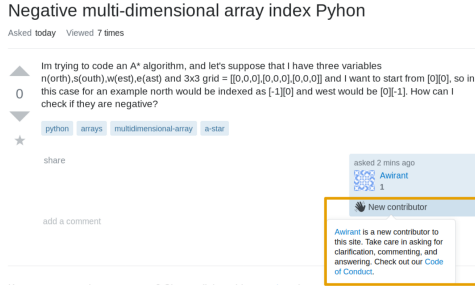 Negative multi-dimensional array index Pyhon
Asked today Viewed 7 times
Im trying to code an A* algorithm, and let's suppose that I have three variables
n(orth),s(outh),w(est),e(ast) and 3x3 grid = [[0,0,0],[0,0,0],[0,0,0]] and I want to start from [0][0], so in
this case for an example north would be indexed as [-1][0] and west would be [0][-1]. How can I
check if they are negative?
0
python arrays multidimensional-array a-star
share
asked 2 mins ago
Awirant
1
New contributor
add a comment
Awirant is a new contributor to
this site. Take care in asking for
clarification, commenting, and
answering. Check out our Code
of Conduct.